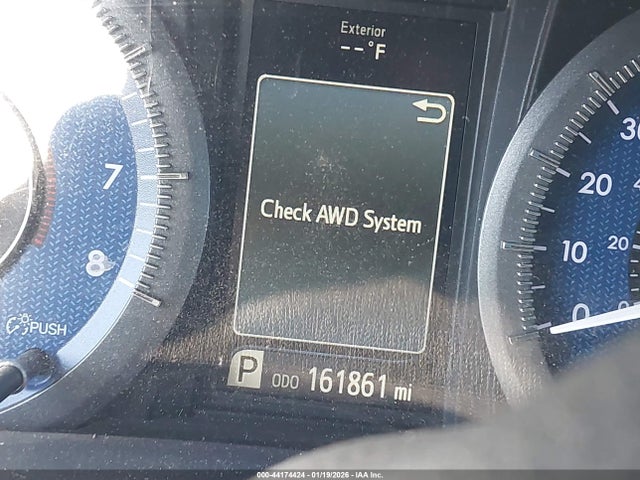 Exterior
--°F
Check AWD System
7
8
PUSH
P ODO 161861 mi
30
20
10
0
20
000-44174424 - 01/19/2026 - IAA Inc.